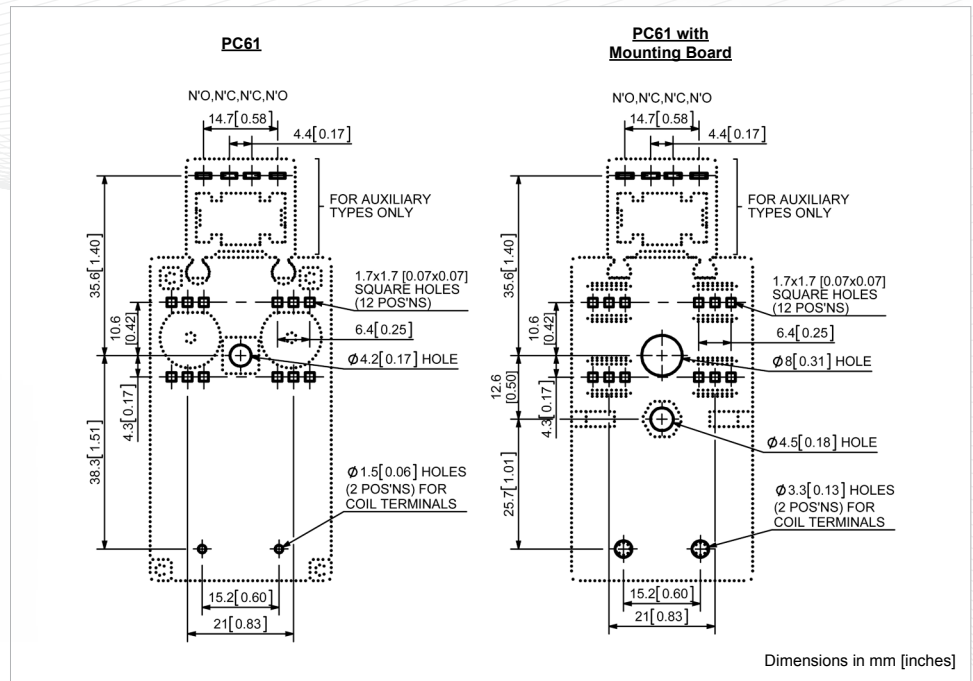 PC61
N'O,N'C,N'C,N'O
14.7[0.58]
4.4[0.17]
FOR AUXILIARY
TYPES ONLY
35.6[1.40]
1.7x1.7 [0.07x0.07]
SQUARE HOLES
(12 POS'NS)
10.6
[0.42]
6.4[0.25]
Ø4.2[0.17] HOLE
4.3[0.17]
38.3[1.51]
Ø1.5[0.06] HOLES
(2 POS'NS) FOR
COIL TERMINALS
15.2[0.60]
21[0.83]
PC61 with
Mounting Board
N'O,N'C,N'C,N'O
14.7[0.58]
4.4[0.17]
FOR AUXILIARY
TYPES ONLY
35.6[1.40]
1.7x1.7 [0.07x0.07]
SQUARE HOLES
(12 POS'NS)
10.6
[0.42]
6.4[0.25]
Ø8[0.31] HOLE
12.6
[0.50]
4.3[0.17]
Ø4.5[0.18] HOLE
25.7[1.01]
Ø3.3[0.13] HOLES
(2 POS'NS) FOR
COIL TERMINALS
15.2[0.60]
21[0.83]
Dimensions in mm [inches]